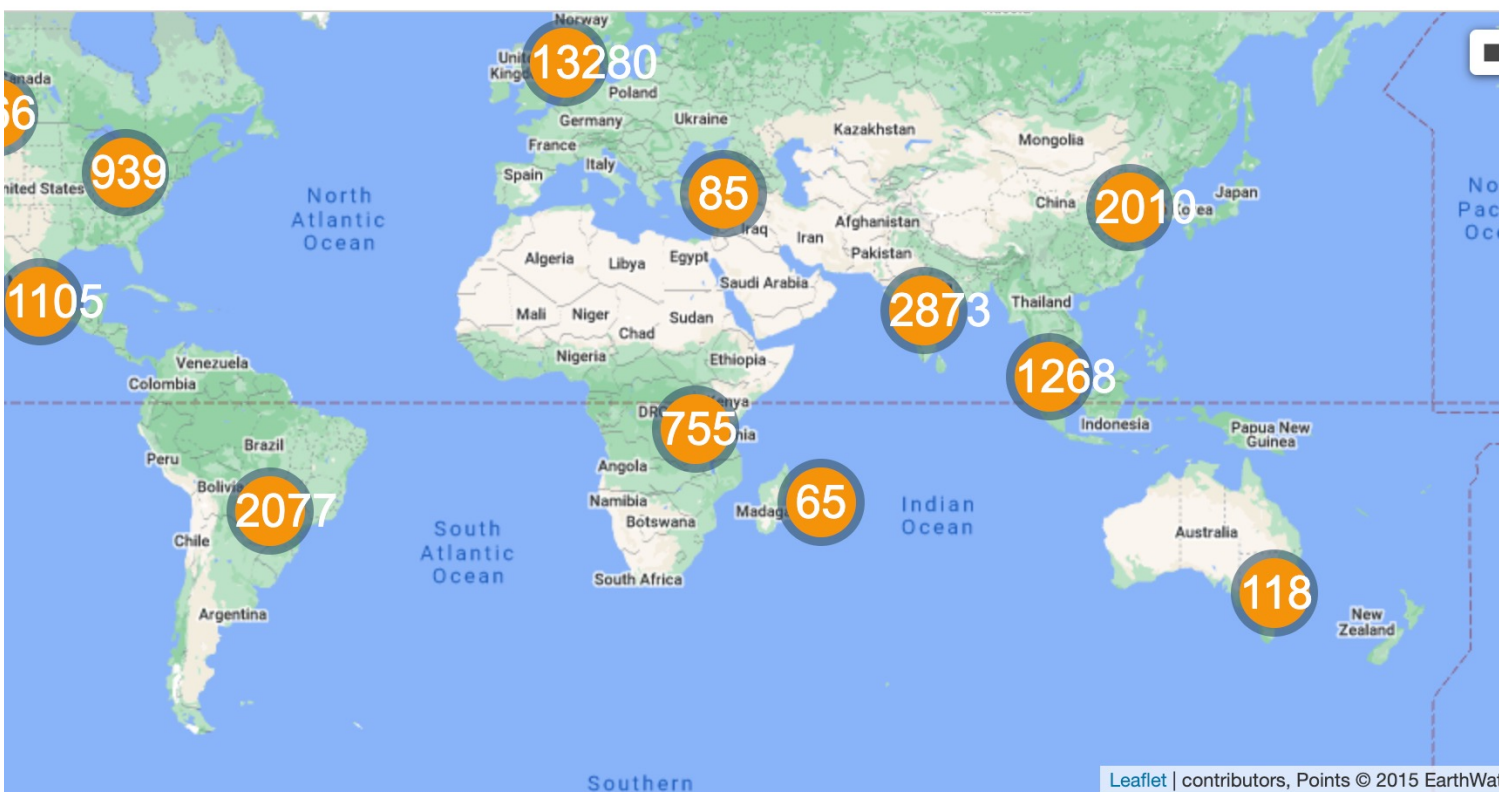 Norway
United
13280
Poland
66
Germany
Ukraine
Kazakhstan
Mongolia
France
Italy
Spain
939
United States
85
2010
China
Japan
North
Atlantic
Ocean
Afghanistan
Iraq
Iran
Pakistan
Algeria
Libya
Egypt
Saudi Arabia
1105
2873
Thailand
Mali
Niger
Chad
Sudan
Nigeria
Ethiopia
Venezuela
Colombia
1268
DRC
755
Indonesia
Papua New
Guinea
Brazil
Peru
Angola
Bolivia
2077
Namibia
Botswana
65
Indian
Ocean
Chile
South
Atlantic
Ocean
Australia
South Africa
118
Argentina
New
Zealand
Southern
Leaflet | contributors, Points © 2015 EarthWat